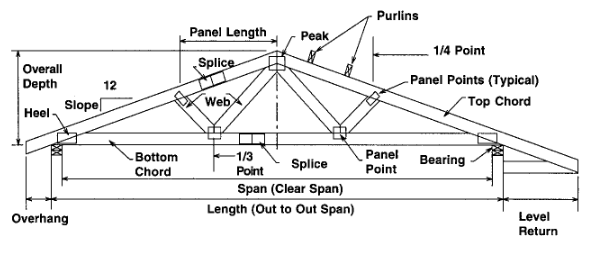 Panel Length
Peak
Purlins
1/4 Point
Splice
Overall
Depth
12
Slope
Web
Panel Points (Typical)
Top Chord
Heel
Bottom
Chord
1/3
Point
Splice
Panel
Point
Bearing
Span (Clear Span)
Length (Out to Out Span)
Overhang
Level
Return